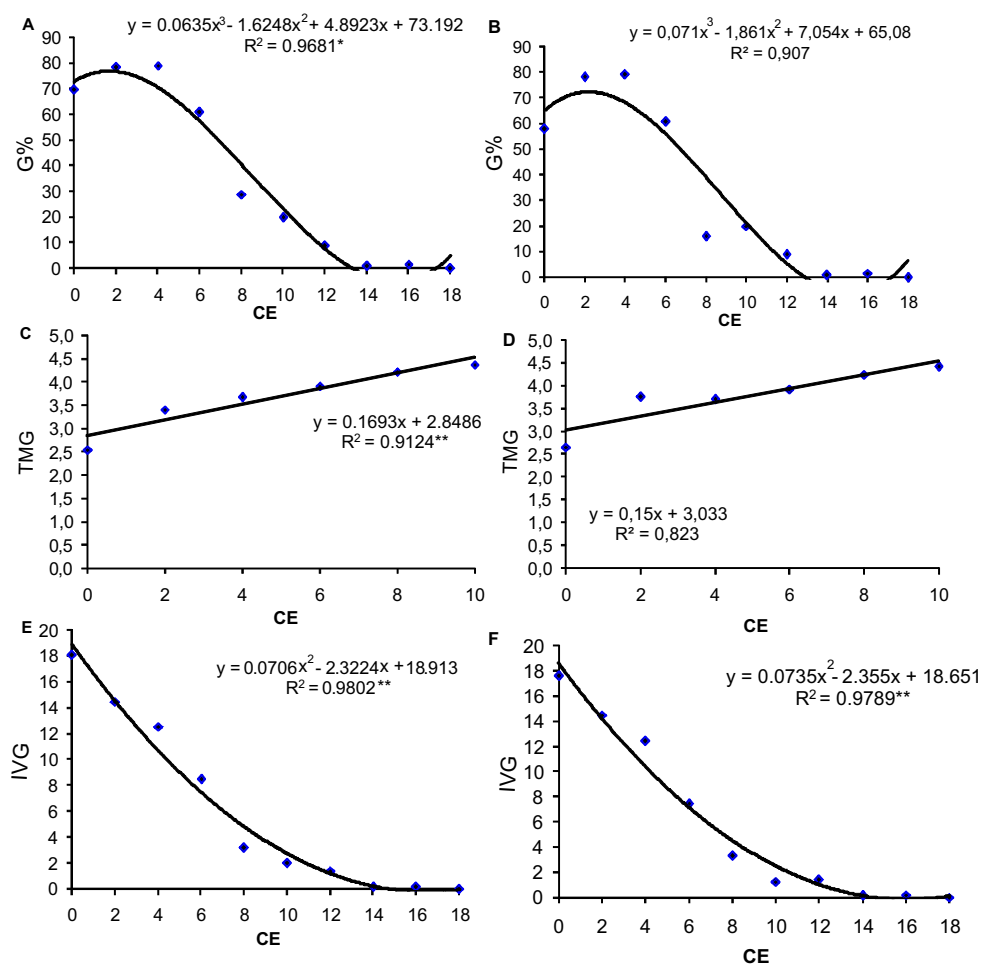 A
y = 0.0635x³- 1.6248x²+ 4.8923x + 73.192
R² = 0.9681*
90
80
70
60
50
40
30
20
10
0
G%
0 2 4 6 8 10 12 14 16 18
CE
B
y = 0,071x³- 1,861x² + 7,054x + 65,08
R² = 0,907
90
80
70
60
50
40
30
20
10
0
G%
0 2 4 6 8 10 12 14 16 18
CE
C
5,0
4,5
4,0
3,5
3,0
2,5
2,0
1,5
1,0
0,5
0,0
TMG
y = 0.1693x + 2.8486
R² = 0.9124**
0 2 4 6 8 10
CE
D
5,0
4,5
4,0
3,5
3,0
2,5
2,0
1,5
1,0
0,5
0,0
TMG
y = 0,15x + 3,033
R² = 0,823
0 2 4 6 8 10
CE
E
20
18
16
14
12
10
8
6
4
2
0
IVG
y = 0.0706x²- 2.3224x +18.913
R² = 0.9802**
0 2 4 6 8 10 12 14 16 18
CE
F
20
18
16
14
12
10
8
6
4
2
0
IVG
y = 0.0735x²- 2.355x + 18.651
R² = 0.9789**
0 2 4 6 8 10 12 14 16 18
CE